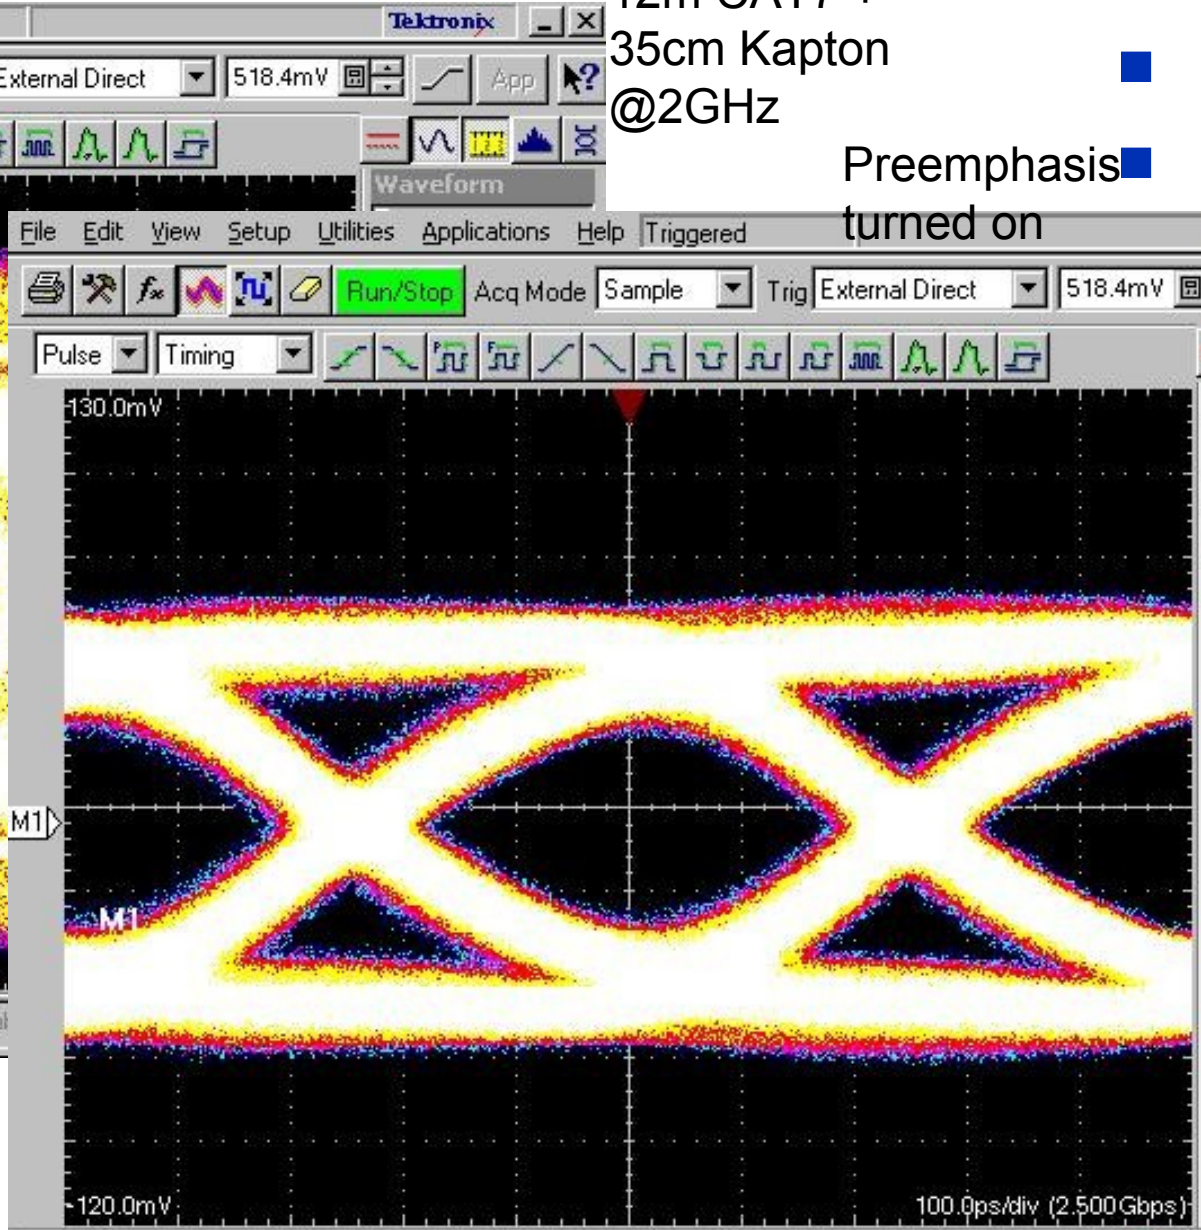 Tektronix
External Direct 518.4mV App
35cm Kapton
@2GHz
Waveform
Preemphasis
turned on
File Edit View Setup Utilities Applications Help Triggered
Run/Stop Acq Mode Sample Trig External Direct 518.4mV
Pulse Timing
130.0mV
M1
M1
-120.0mV
100.0ps/div (2.500Gbps)